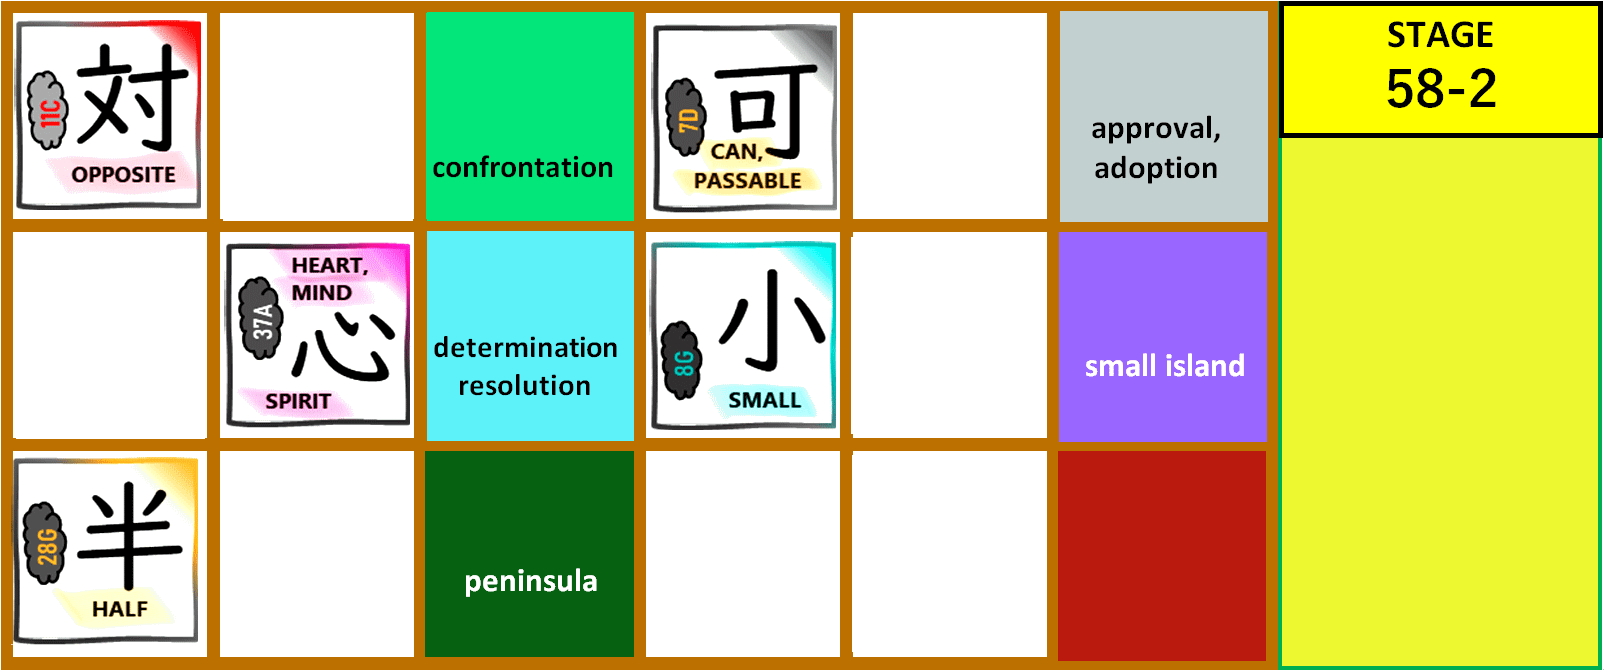 対
11C
OPPOSITE
confrontation
可
7D
CAN,
PASSABLE
approval,
adoption
STAGE
58-2
HEART,
MIND
37A
心
SPIRIT
determination
resolution
小
8G
SMALL
small island
半
28G
HALF
peninsula